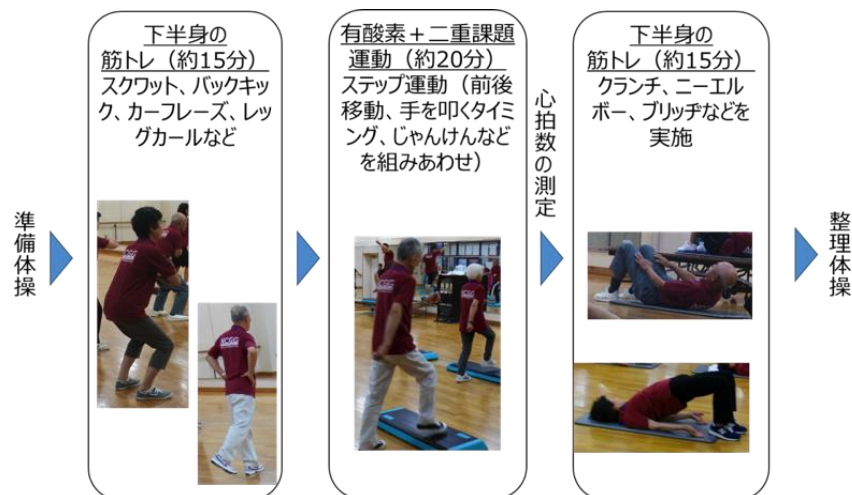 準備体操
下半身の
筋トレ（約15分）
スクワット、バックキッ
ク、カーフレーズ、レッ
グカールなど
有酸素＋二重課題
運動（約20分）
ステップ運動（前後
移動、手を叩くタイミ
ング、じゃんけんなど
を組みあわせ）
心拍数の測定
下半身の
筋トレ（約15分）
クランチ、ニーエル
ボー、ブリッヂなどを
実施
整理体操
NCGG
NCGG